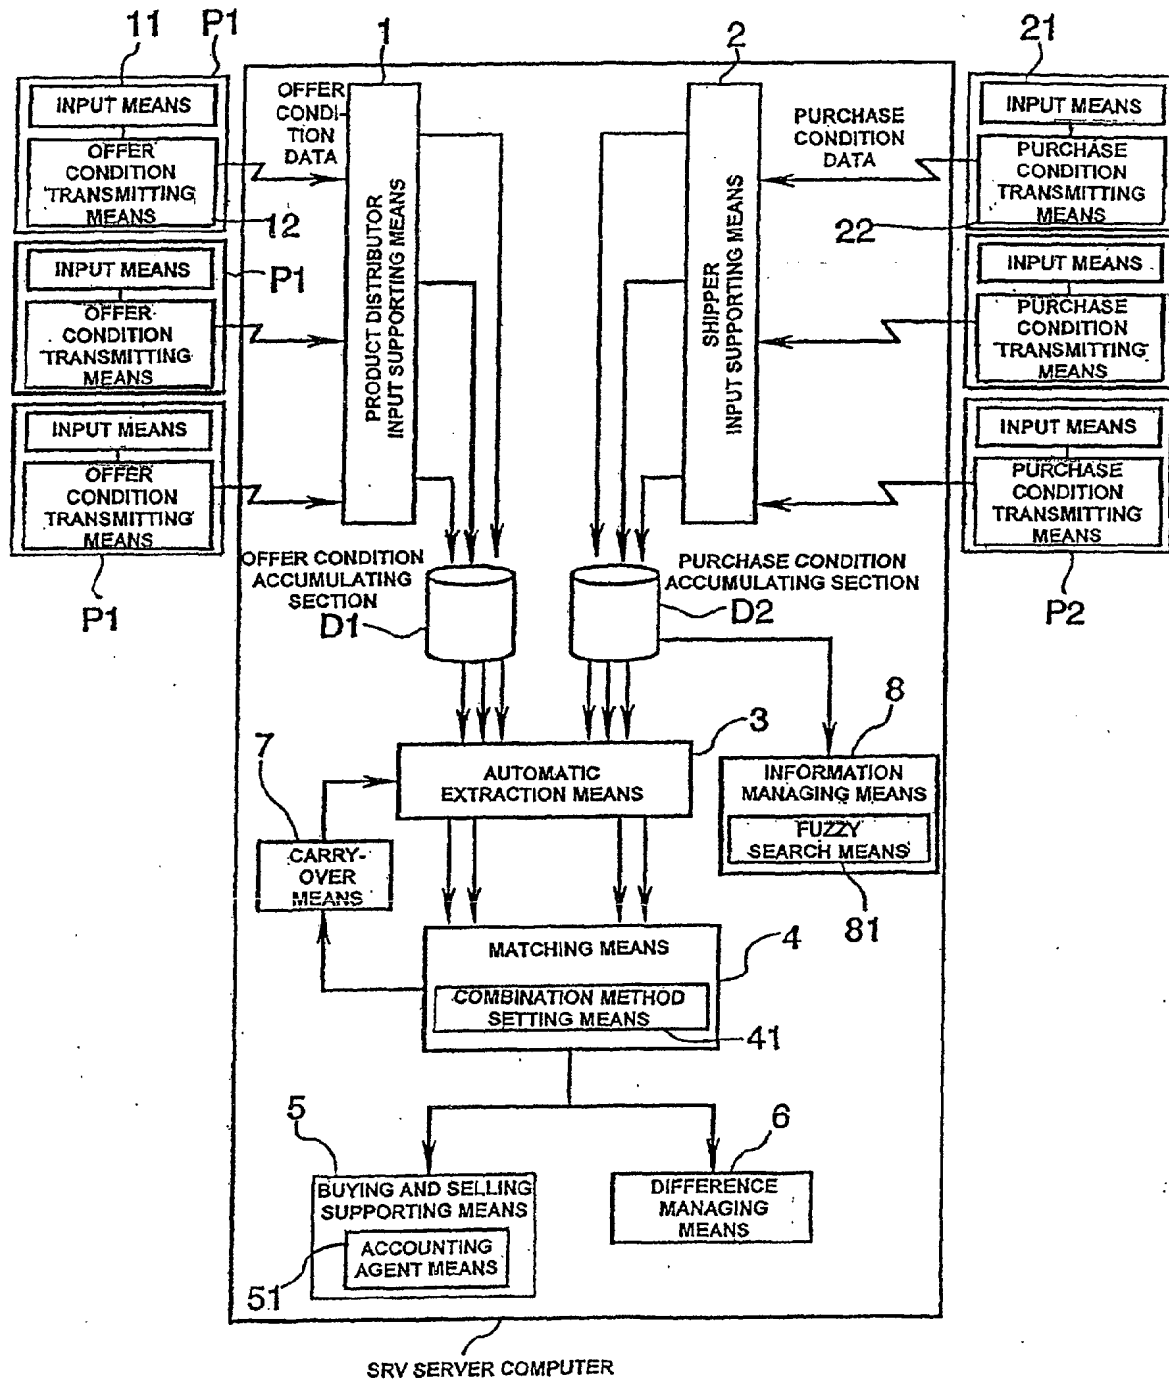 11
P1
INPUT MEANS
OFFER
CONDITION
TRANSMITTING
MEANS
12
INPUT MEANS
P1
OFFER
CONDITION
TRANSMITTING
MEANS
INPUT MEANS
OFFER
CONDITION
TRANSMITTING
MEANS
P1
1
OFFER
CONDI-
TION
DATA
PRODUCT DISTRIBUTOR
INPUT SUPPORTING MEANS
2
SHIPPER
INPUT SUPPORTING MEANS
PURCHASE
CONDITION
DATA
21
INPUT MEANS
PURCHASE
CONDITION
TRANSMITTING
MEANS
22
INPUT MEANS
PURCHASE
CONDITION
TRANSMITTING
MEANS
INPUT MEANS
PURCHASE
CONDITION
TRANSMITTING
MEANS
P2
OFFER CONDITION
ACCUMULATING
SECTION
D1
PURCHASE CONDITION
ACCUMULATING SECTION
D2
3
AUTOMATIC
EXTRACTION MEANS
7
CARRY-
OVER
MEANS
8
INFORMATION
MANAGING MEANS
FUZZY
SEARCH MEANS
81
4
MATCHING MEANS
COMBINATION METHOD
SETTING MEANS
41
5
BUYING AND SELLING
SUPPORTING MEANS
ACCOUNTING
AGENT MEANS
51
6
DIFFERENCE
MANAGING
MEANS
SRV SERVER COMPUTER